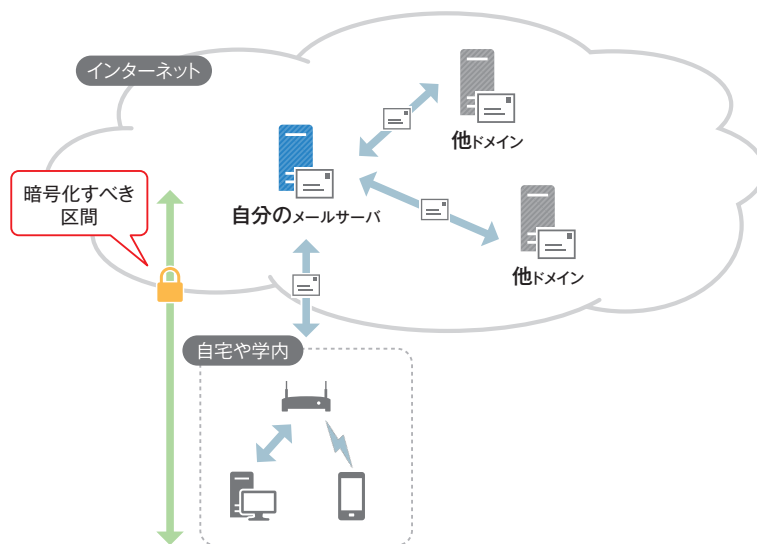 インターネット
他ドメイン
暗号化すべき
区間
自分のメールサーバ
他ドメイン
自宅や学内